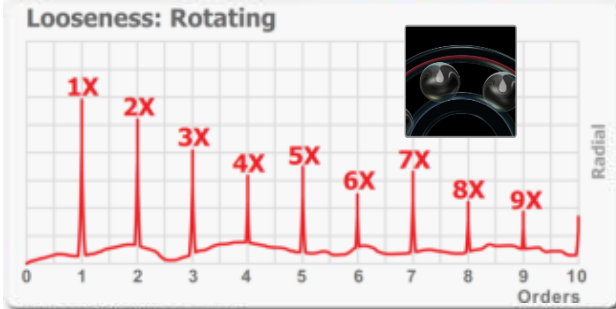 Looseness: Rotating
1X
2X
3X
4X
5X
6X
7X
8X
9X
Radial
0 1 2 3 4 5 6 7 8 9 10
Orders